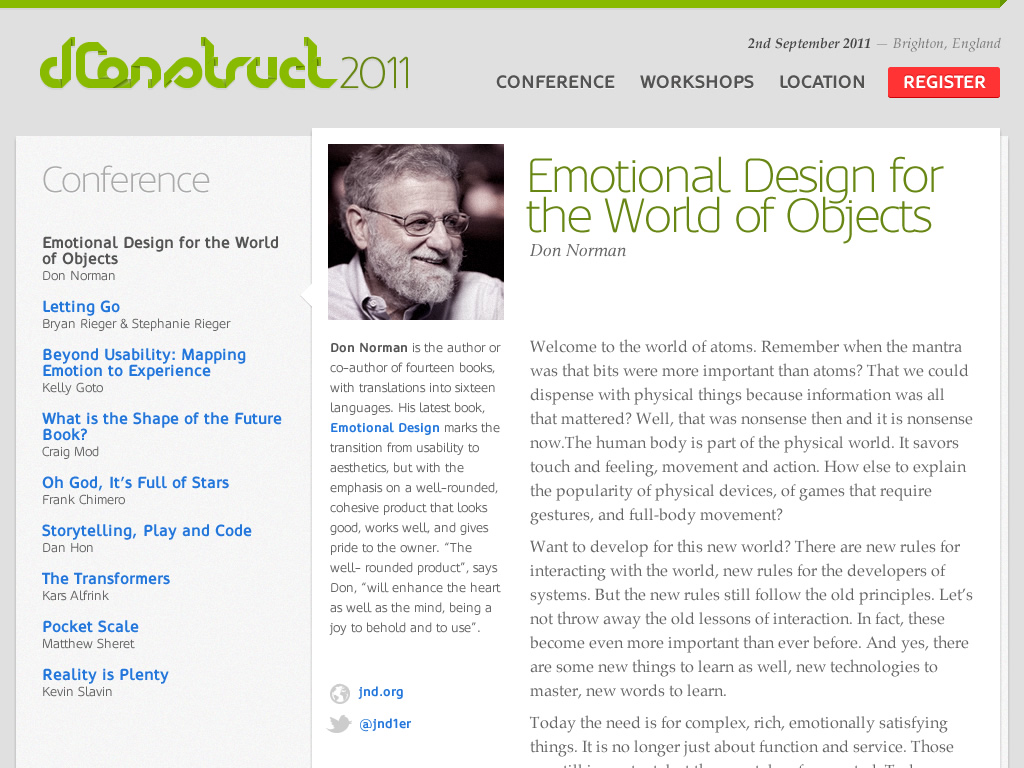 2nd September 2011 — Brighton, England
dConstruct 2011
CONFERENCE WORKSHOPS LOCATION REGISTER
Conference
Emotional Design for the World
of Objects
Don Norman
Letting Go
Bryan Rieger & Stephanie Rieger
Beyond Usability: Mapping
Emotion to Experience
Kelly Goto
What is the Shape of the Future
Book?
Craig Mod
Oh God, It's Full of Stars
Frank Chimero
Storytelling, Play and Code
Dan Hon
The Transformers
Kars Alfrink
Pocket Scale
Matthew Sheret
Reality is Plenty
Kevin Slavin
Don Norman is the author or
co-author of fourteen books,
with translations into sixteen
languages. His latest book,
Emotional Design marks the
transition from usability to
aesthetics, but with the
emphasis on a well-rounded,
cohesive product that looks
good, works well, and gives
pride to the owner. “The
well- rounded product”, says
Don, “will enhance the heart
as well as the mind, being a
joy to behold and to use”.
jnd.org
@jnd1er
Emotional Design for
the World of Objects
Don Norman
Welcome to the world of atoms. Remember when the mantra
was that bits were more important than atoms? That we could
dispense with physical things because information was all
that mattered? Well, that was nonsense then and it is nonsense
now.The human body is part of the physical world. It savors
touch and feeling, movement and action. How else to explain
the popularity of physical devices, of games that require
gestures, and full-body movement?
Want to develop for this new world? There are new rules for
interacting with the world, new rules for the developers of
systems. But the new rules still follow the old principles. Let's
not throw away the old lessons of interaction. In fact, these
become even more important than ever before. And yes, there
are some new things to learn as well, new technologies to
master, new words to learn.
Today the need is for complex, rich, emotionally satisfying
things. It is no longer just about function and service. Those